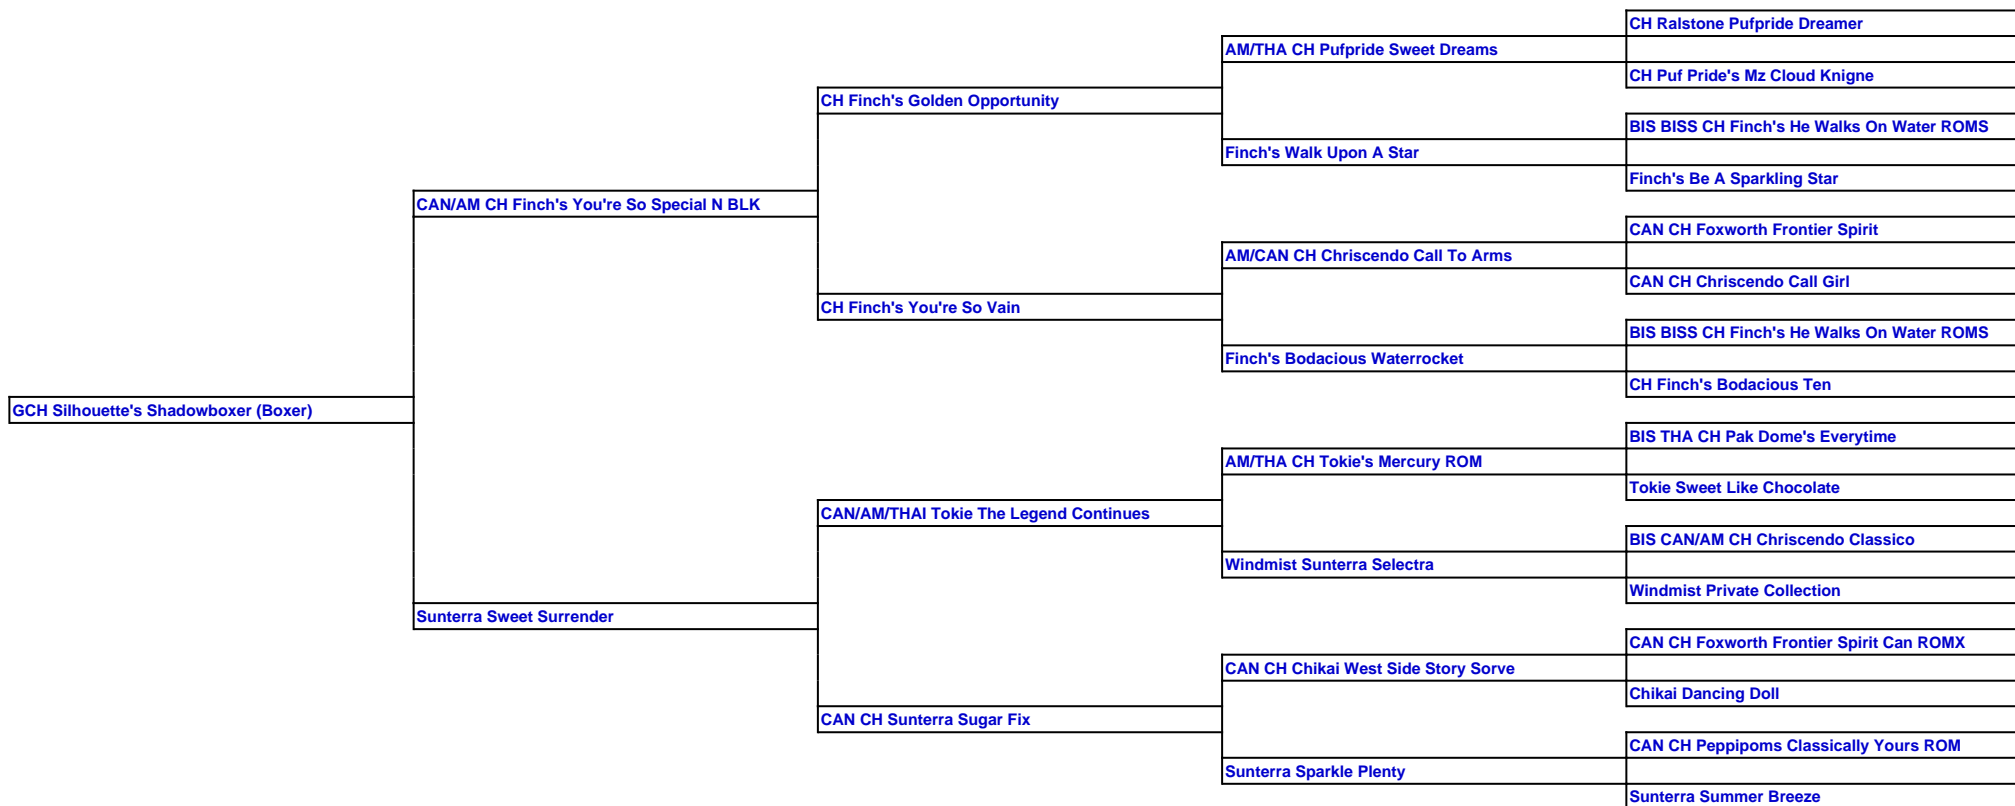 CH Ralstone Pufpride Dreamer
AM/THA CH Pufpride Sweet Dreams
CH Puf Pride's Mz Cloud Knigne
CH Finch's Golden Opportunity
BIS BISS CH Finch's He Walks On Water ROMS
Finch's Walk Upon A Star
Finch's Be A Sparkling Star
CAN/AM CH Finch's You're So Special N BLK
CAN CH Foxworth Frontier Spirit
AM/CAN CH Chriscendo Call To Arms
CAN CH Chriscendo Call Girl
CH Finch's You're So Vain
BIS BISS CH Finch's He Walks On Water ROMS
Finch's Bodacious Waterrocket
CH Finch's Bodacious Ten
GCH Silhouette's Shadowboxer (Boxer)
BIS THA CH Pak Dome's Everytime
AM/THA CH Tokie's Mercury ROM
Tokie Sweet Like Chocolate
CAN/AM/THAI Tokie The Legend Continues
BIS CAN/AM CH Chriscendo Classico
Windmist Sunterra Selectra
Windmist Private Collection
Sunterra Sweet Surrender
CAN CH Foxworth Frontier Spirit Can ROMX
CAN CH Chikai West Side Story Sorve
Chikai Dancing Doll
CAN CH Sunterra Sugar Fix
CAN CH Peppipoms Classically Yours ROM
Sunterra Sparkle Plenty
Sunterra Summer Breeze